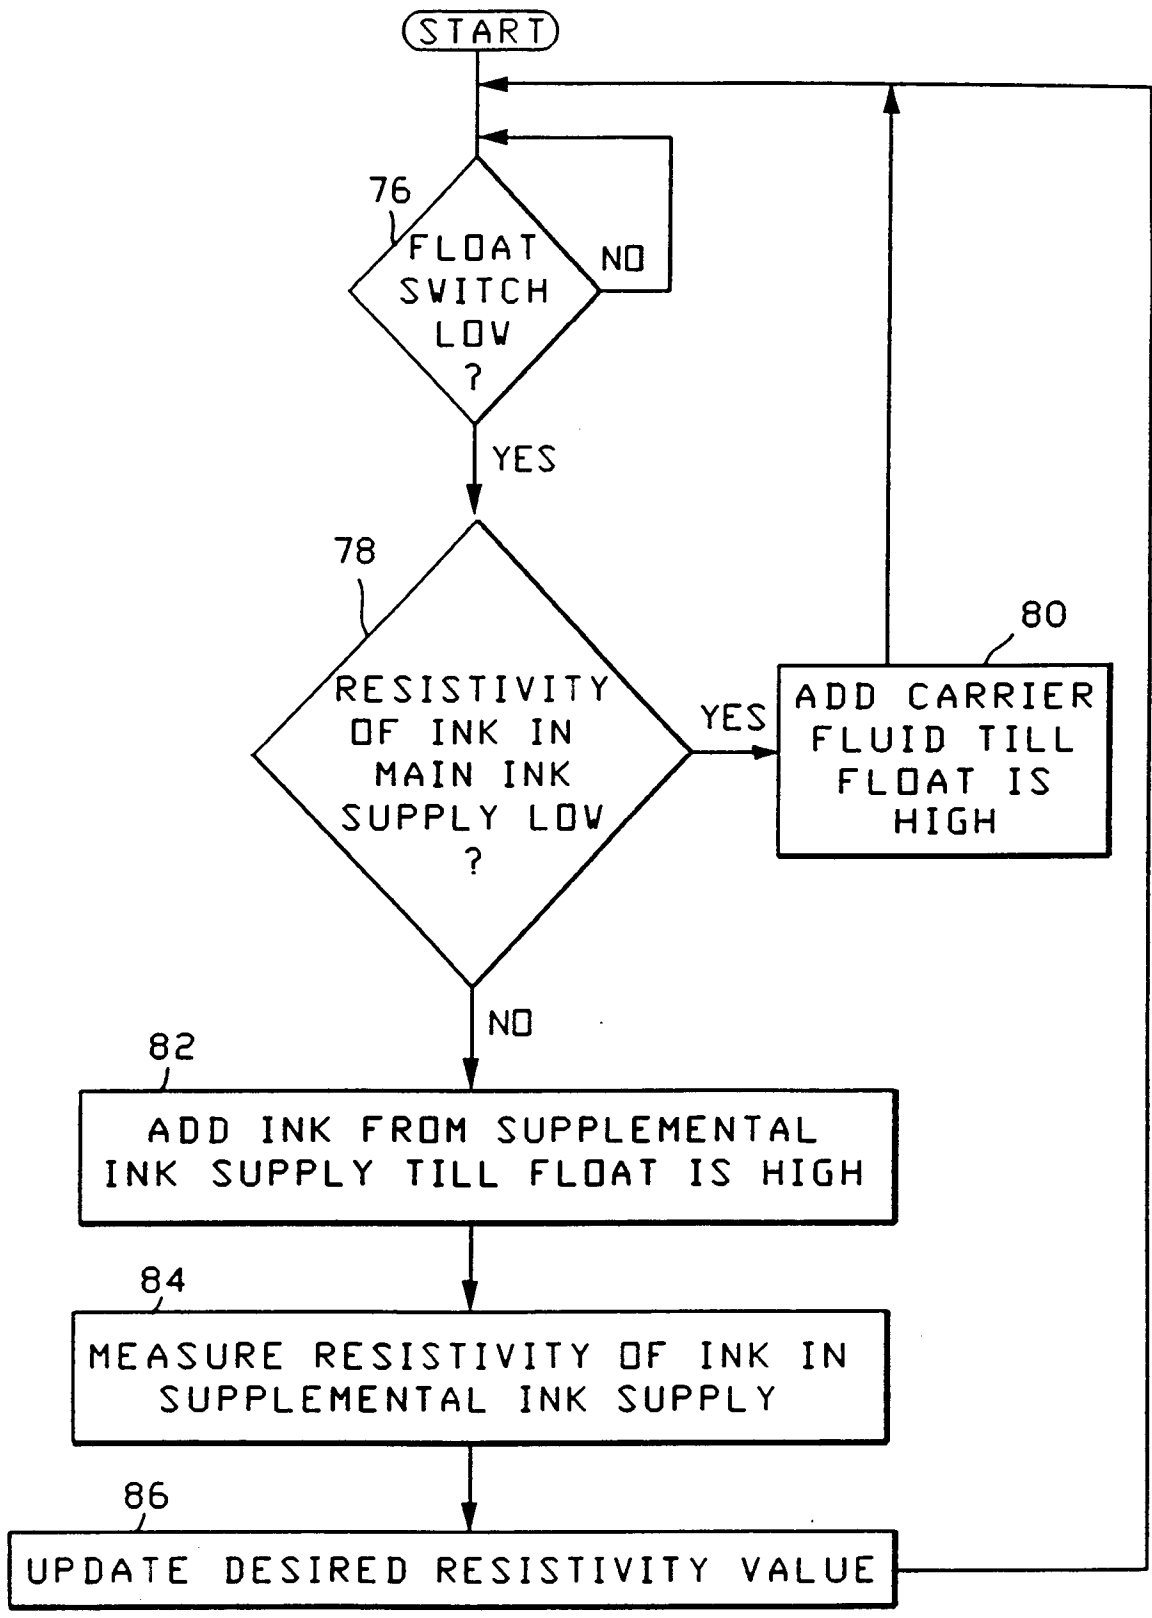 START
76
FLOAT
SWITCH
LOW
?
NO
YES
78
RESISTIVITY
OF INK IN
MAIN INK
SUPPLY LOW
?
YES
80
ADD CARRIER
FLUID TILL
FLOAT IS
HIGH
NO
82
ADD INK FROM SUPPLEMENTAL
INK SUPPLY TILL FLOAT IS HIGH
84
MEASURE RESISTIVITY OF INK IN
SUPPLEMENTAL INK SUPPLY
86
UPDATE DESIRED RESISTIVITY VALUE